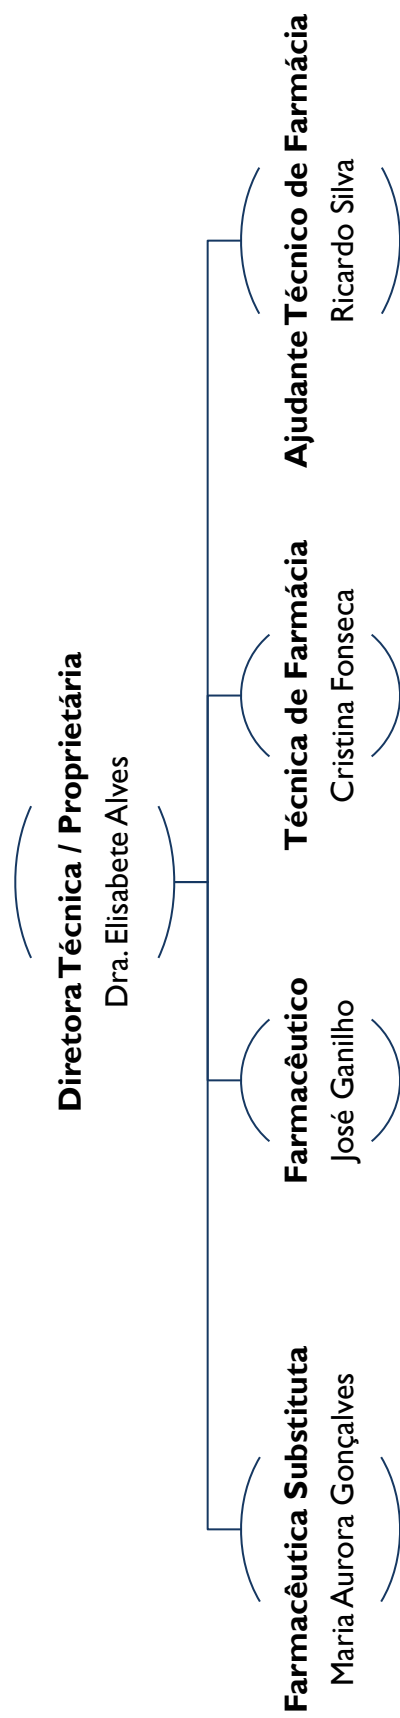 Diretora Técnica / Proprietária
Dra. Elisabete Alves
Farmacêutica Substituta
Maria Aurora Gonçalves
Farmacêutico
José Ganilho
Técnica de Farmácia
Cristina Fonseca
Ajudante Técnico de Farmácia
Ricardo Silva